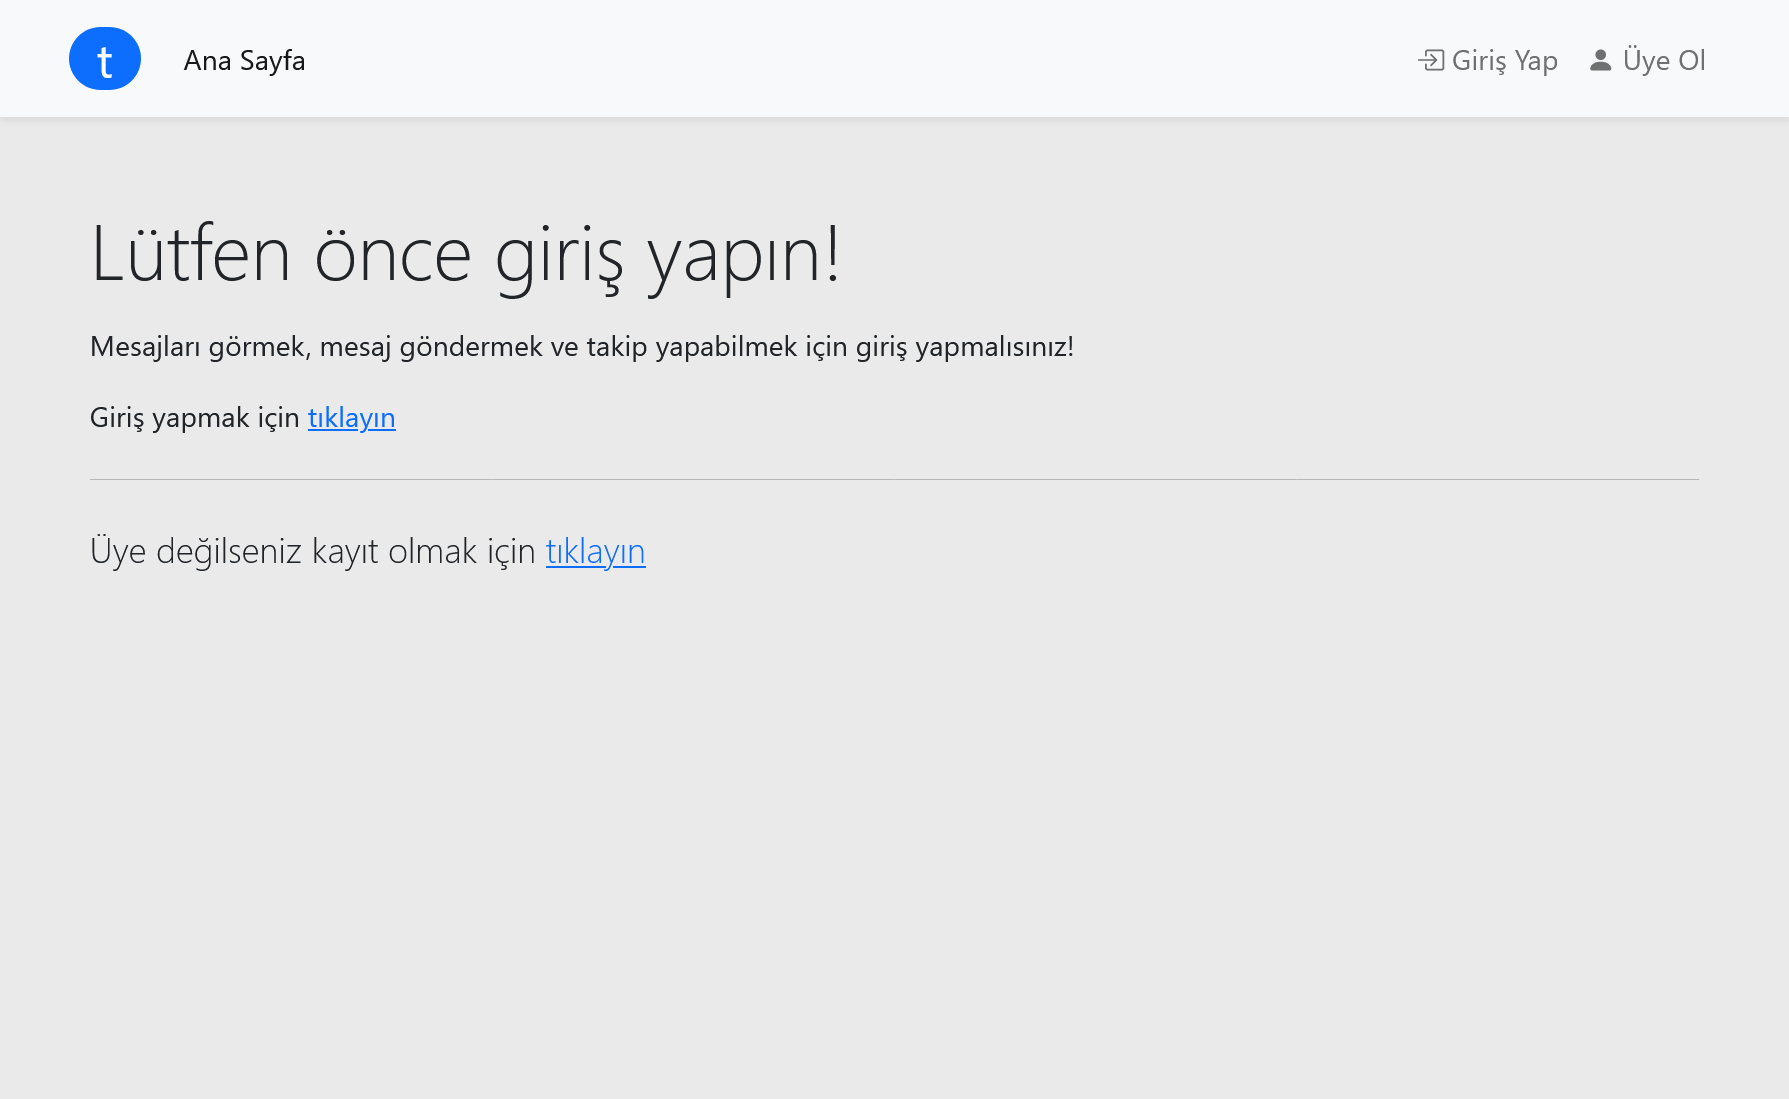 t
Ana Sayfa
Giriş Yap
Üye Ol
Lütfen önce giriş yapın!
Mesajları görmek, mesaj göndermek ve takip yapabilmek için giriş yapmalısınız!
Giriş yapmak için tıklayın
Üye değilseniz kayıt olmak için tıklayın